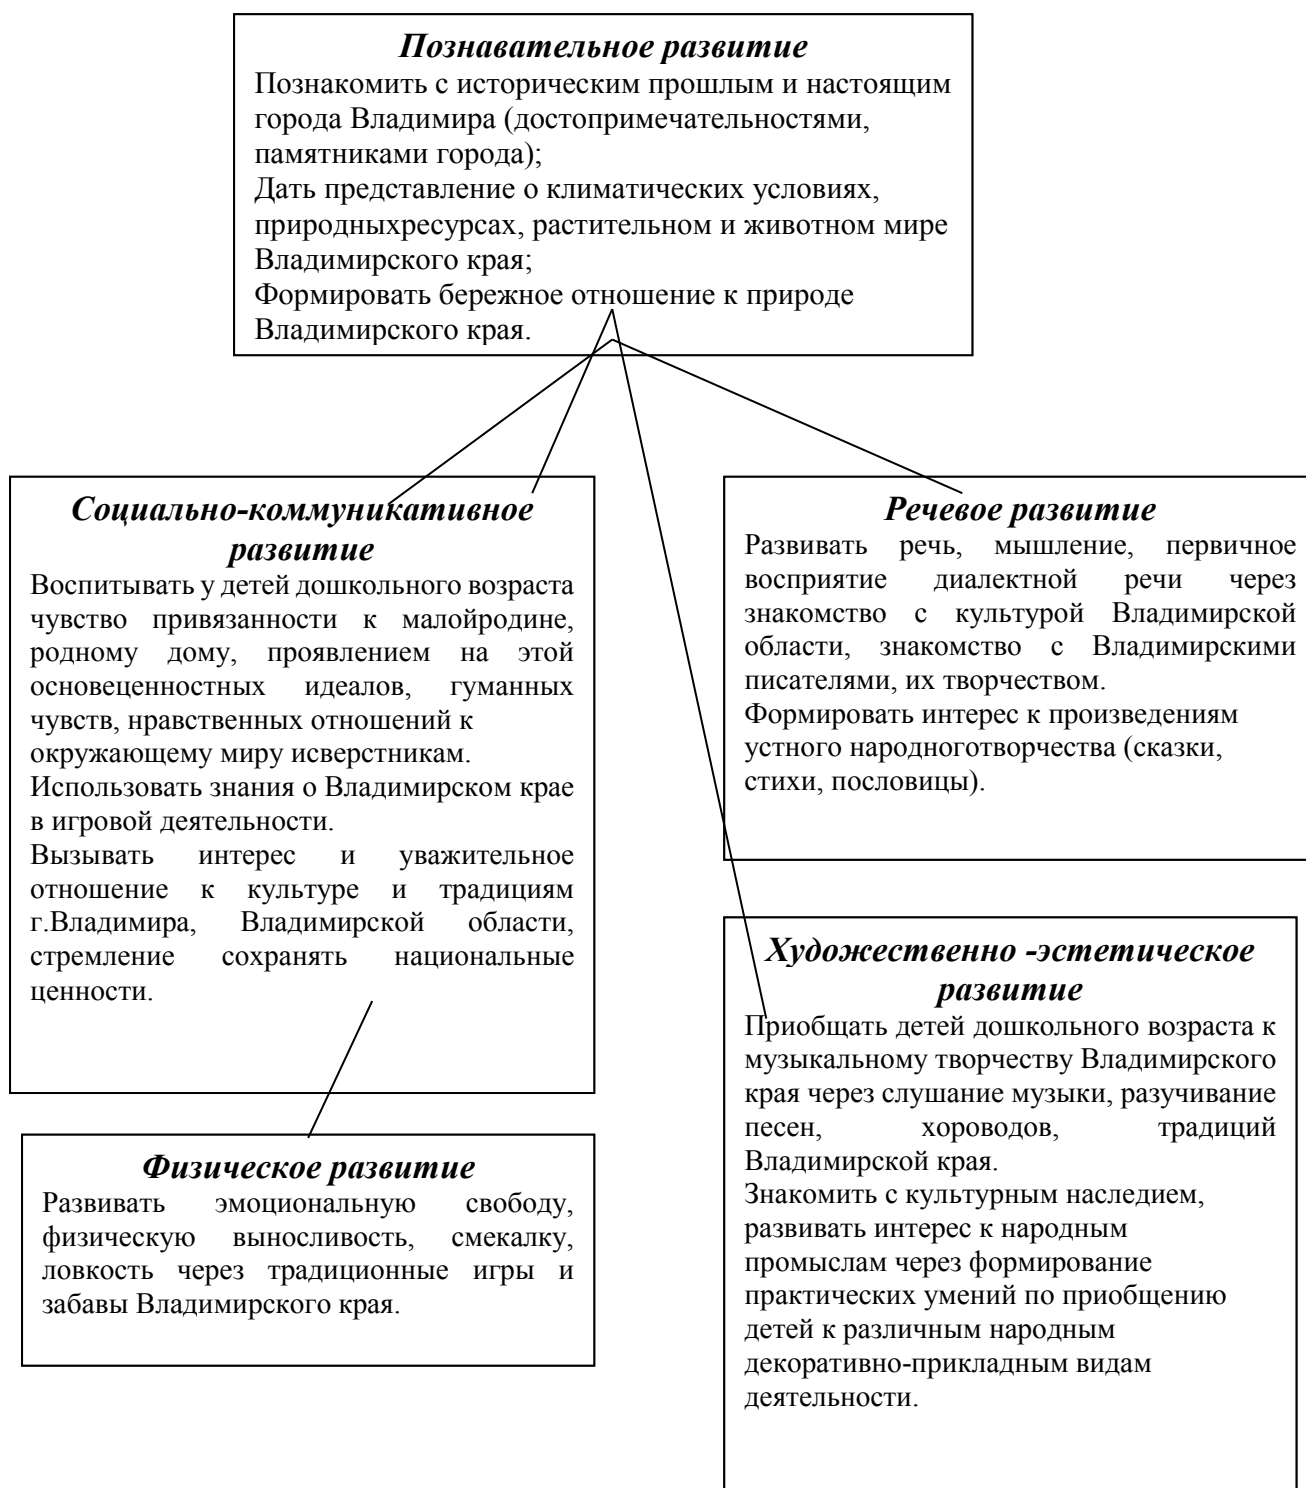 Познавательное развитие
Познакомить с историческим прошлым и настоящим
города Владимира (достопримечательностями,
памятниками города);
Дать представление о климатических условиях,
природныхресурсах, растительном и животном мире
Владимирского края;
Формировать бережное отношение к природе
Владимирского края.
Социально-коммуникативное
развитие
Воспитывать у детей дошкольного возраста
чувство привязанности к малойродине,
родному дому, проявлением на этой
основеценностных идеалов, гуманных
чувств, нравственных отношений к
окружающему миру исверстникам.
Использовать знания о Владимирском крае
в игровой деятельности.
Вызывать интерес и уважительное
отношение к культуре и традициям
г.Владимира, Владимирской области,
стремление сохранять национальные
ценности.
Речевое развитие
Развивать речь, мышление, первичное
восприятие диалектной речи через
знакомство с культурой Владимирской
области, знакомство с Владимирскими
писателями, их творчеством.
Формировать интерес к произведениям
устного народноготворчества (сказки,
стихи, пословицы).
Физическое развитие
Развивать эмоциональную свободу,
физическую выносливость, смекалку,
ловкость через традиционные игры и
забавы Владимирского края.
Художественно -эстетическое
развитие
Приобщать детей дошкольного возраста к
музыкальному творчеству Владимирского
края через слушание музыки, разучивание
песен, хороводов, традиций
Владимирской края.
Знакомить с культурным наследием,
развивать интерес к народным
промыслам через формирование
практических умений по приобщению
детей к различным народным
декоративно-прикладным видам
деятельности.